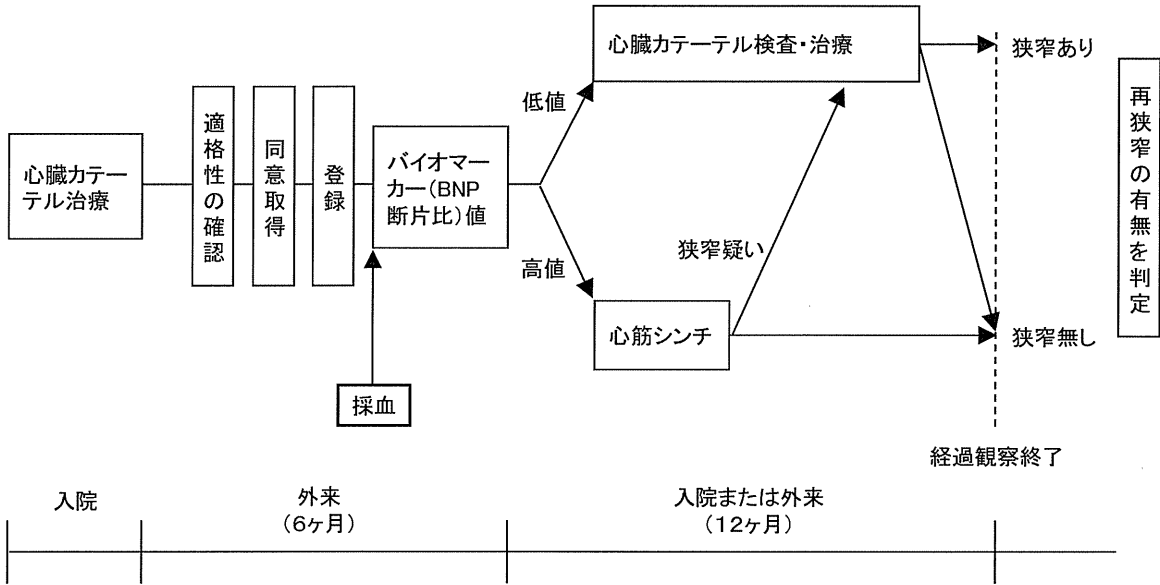 心臓カテーテル検査・治療
狭窄あり
低値
適格性の確認
同意取得
登録
バイオマー
カー(BNP
断片比)値
心臓カテー
テル治療
再狭窄の有無を判定
狭窄疑い
高値
心筋シンチ
狭窄無し
採血
経過観察終了
入院
外来
(6ヶ月)
入院または外来
(12ヶ月)